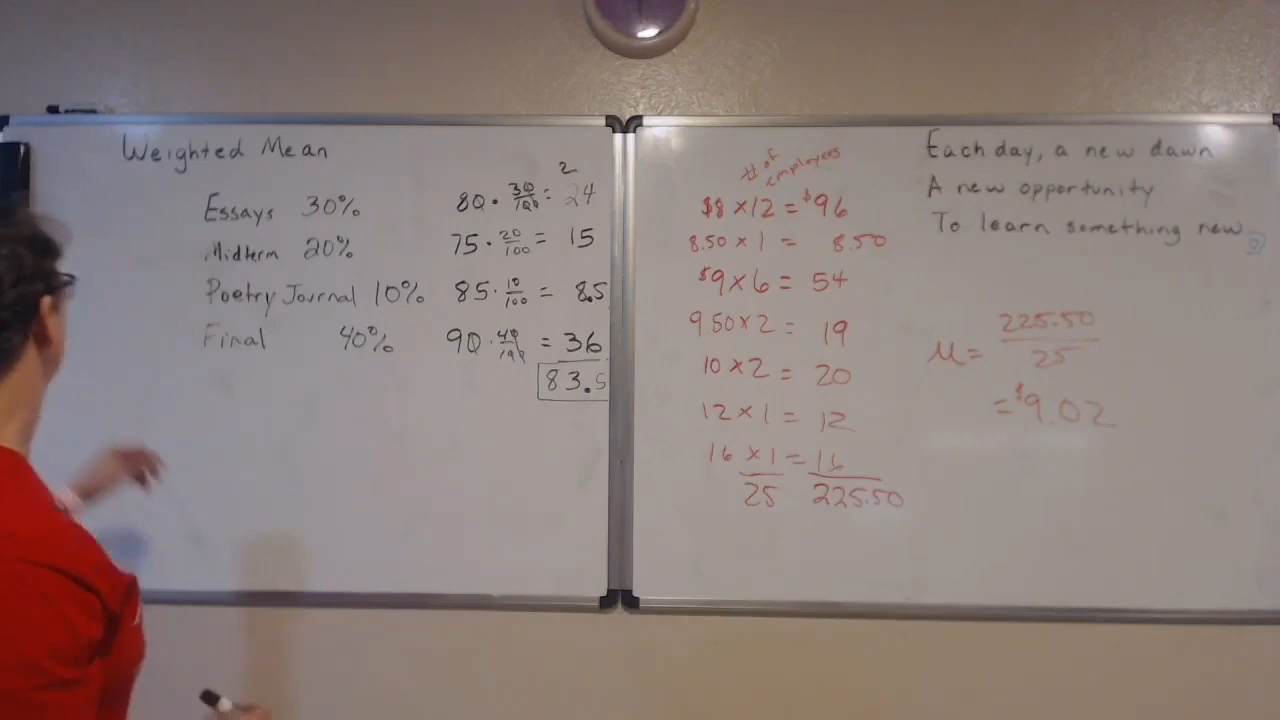 Weighted Mean
2
Essays 30% 80 · 30/100 = 24
Midterm 20% 75 · 20/100 = 15
Poetry Journal 10% 85 · 10/100 = 8.5
Final 40% 90 · 40/100 = 36
83.5
# of employees
$8 × 12 = $96
8.50 × 1 = 8.50
$9 × 6 = 54
9.50 × 2 = 19
10 × 2 = 20
12 × 1 = 12
16 × 1 = 16
25 225.50
Each day, a new dawn
A new opportunity
To learn something new
μ = 225.50/25
= $9.02